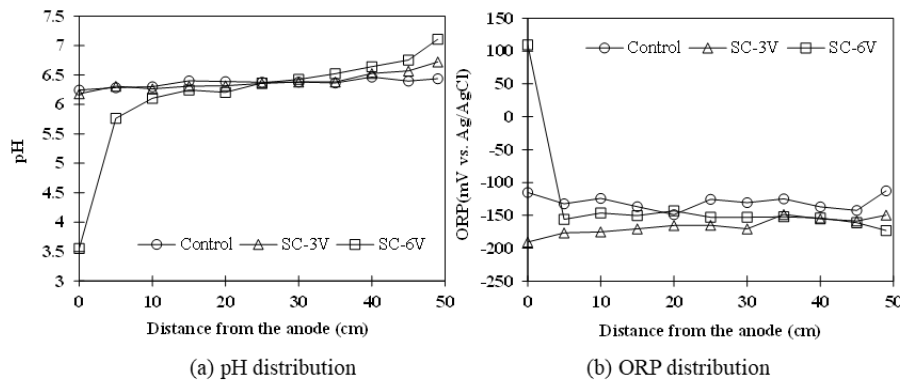 7.5
7
6.5
6
5.5
5
4.5
4
3.5
3
pH
Control SC-3V SC-6V
0 10 20 30 40 50
Distance from the anode (cm)
(a) pH distribution
150
100
50
0
-50
-100
-150
-200
-250
ORP(mV vs. Ag/AgCl)
Control SC-3V SC-6V
0 10 20 30 40 50
Distance from the anode (cm)
(b) ORP distribution